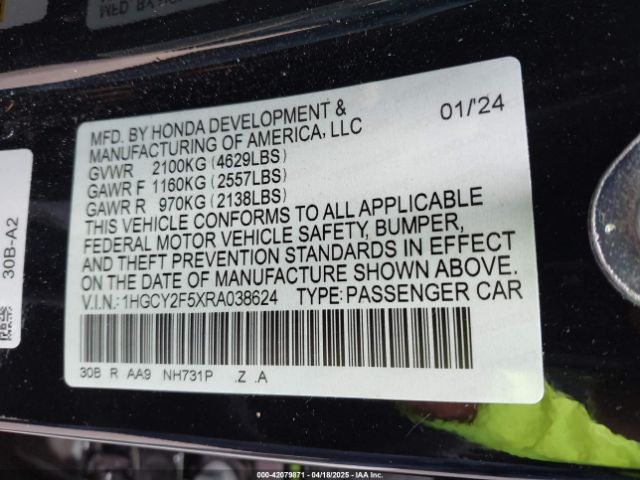 MFD. BY HONDA DEVELOPMENT & 01/24
MANUFACTURING OF AMERICA, LLC
GVWR 2100KG (4629LBS)
GAWR F 1160KG (2557LBS)
GAWR R 970KG (2138LBS)
THIS VEHICLE CONFORMS TO ALL APPLICABLE
FEDERAL MOTOR VEHICLE SAFETY, BUMPER,
AND THEFT PREVENTION STANDARDS IN EFFECT
ON THE DATE OF MANUFACTURE SHOWN ABOVE.
V.I.N.: 1HGCY2F5XRA038624 TYPE: PASSENGER CAR
30B R AA9 NH731P .Z .A
30B-A2
000-42079871 - 04/18/2025 - IAAI.COM